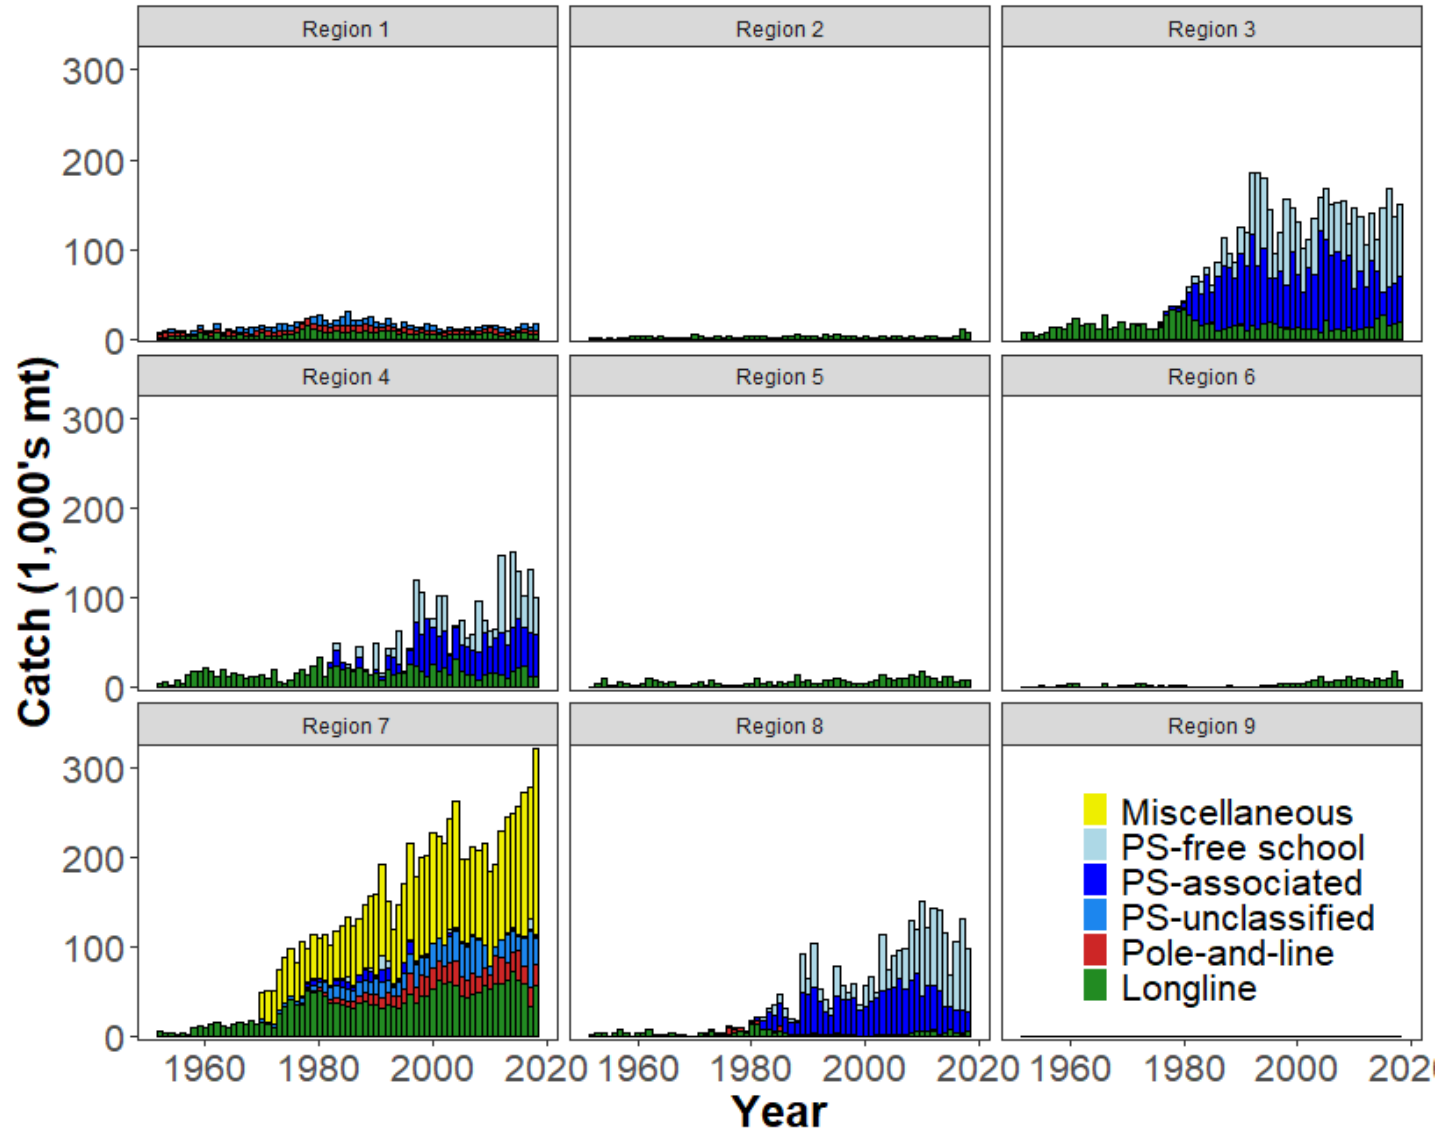 Region 1
Region 2
Region 3
300
200
100
0
Region 4
Region 5
Region 6
300
200
100
0
Catch (1,000's mt)
Region 7
Region 8
Region 9
300
200
100
0
Miscellaneous
PS-free school
PS-associated
PS-unclassified
Pole-and-line
Longline
1960 1980 2000 2020 1960 1980 2000 2020 1960 1980 2000 202
Year